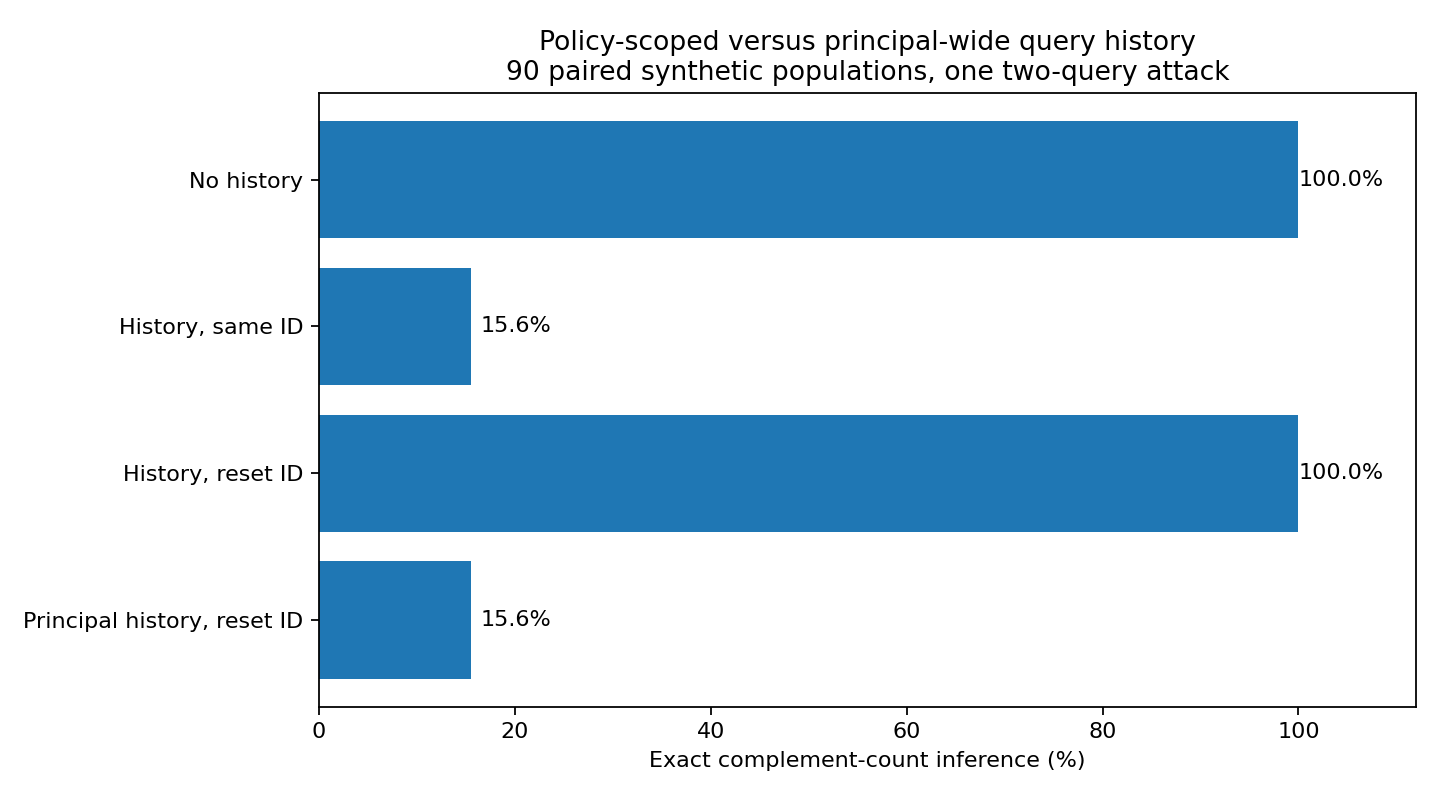 Policy-scoped versus principal-wide query history
90 paired synthetic populations, one two-query attack
No history
100.0%
History, same ID
15.6%
History, reset ID
100.0%
Principal history, reset ID
15.6%
0
20
40
60
80
100
Exact complement-count inference (%)